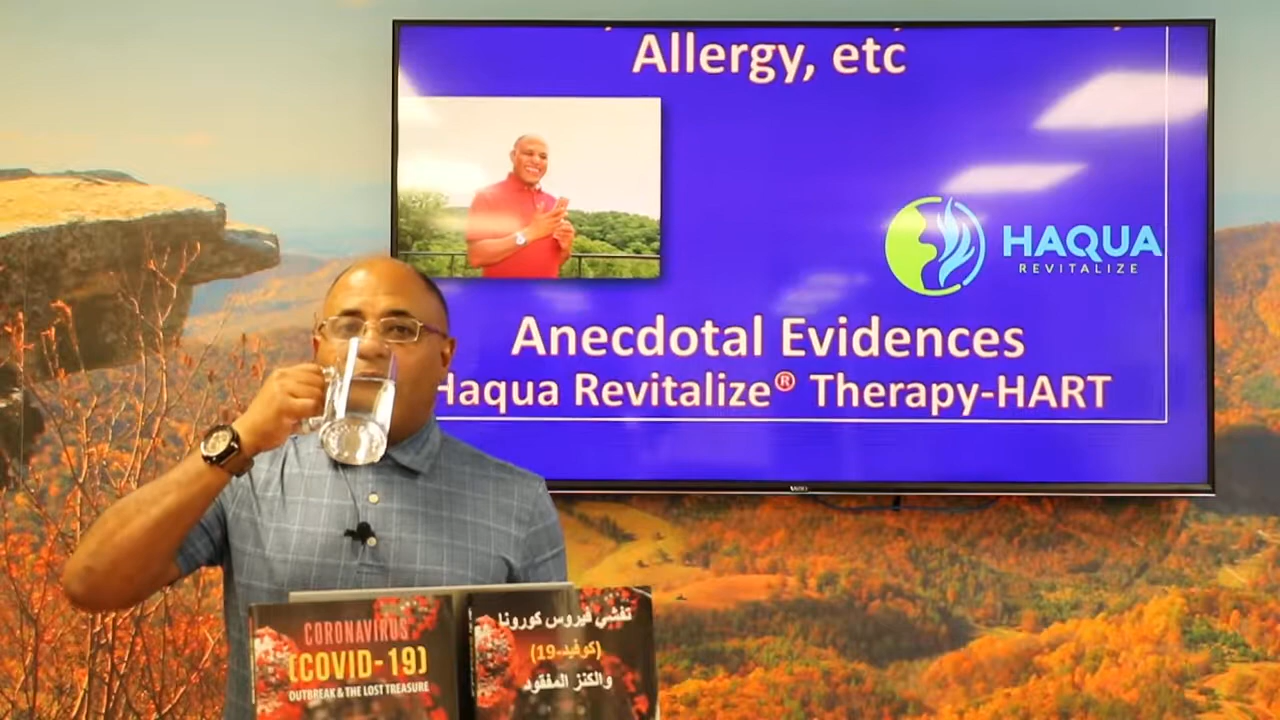 Allergy, etc
HAQUA
REVITALIZE
Anecdotal Evidences
Haqua Revitalize® Therapy-HART
VIZIO
CORONAVIRUS
(COVID-19)
OUTBREAK & THE LOST TREASURE
تفشي فيروس كورونا
(كوفيد-19)
والكنز المفقود